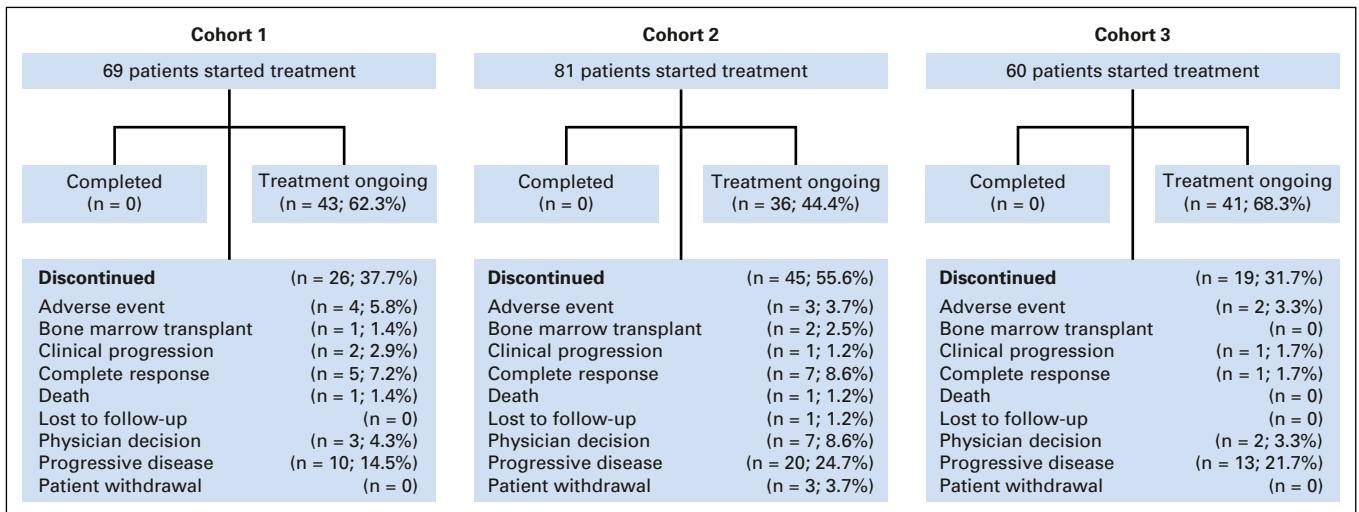 Cohort 1
69 patients started treatment
Completed
(n = 0)
Treatment ongoing
(n = 43; 62.3%)
Discontinued (n = 26; 37.7%)
Adverse event (n = 4; 5.8%)
Bone marrow transplant (n = 1; 1.4%)
Clinical progression (n = 2; 2.9%)
Complete response (n = 5; 7.2%)
Death (n = 1; 1.4%)
Lost to follow-up (n = 0)
Physician decision (n = 3; 4.3%)
Progressive disease (n = 10; 14.5%)
Patient withdrawal (n = 0)
Cohort 2
81 patients started treatment
Completed
(n = 0)
Treatment ongoing
(n = 36; 44.4%)
Discontinued (n = 45; 55.6%)
Adverse event (n = 3; 3.7%)
Bone marrow transplant (n = 2; 2.5%)
Clinical progression (n = 1; 1.2%)
Complete response (n = 7; 8.6%)
Death (n = 1; 1.2%)
Lost to follow-up (n = 1; 1.2%)
Physician decision (n = 7; 8.6%)
Progressive disease (n = 20; 24.7%)
Patient withdrawal (n = 3; 3.7%)
Cohort 3
60 patients started treatment
Completed
(n = 0)
Treatment ongoing
(n = 41; 68.3%)
Discontinued (n = 19; 31.7%)
Adverse event (n = 2; 3.3%)
Bone marrow transplant (n = 0)
Clinical progression (n = 1; 1.7%)
Complete response (n = 1; 1.7%)
Death (n = 0)
Lost to follow-up (n = 0)
Physician decision (n = 2; 3.3%)
Progressive disease (n = 13; 21.7%)
Patient withdrawal (n = 0)